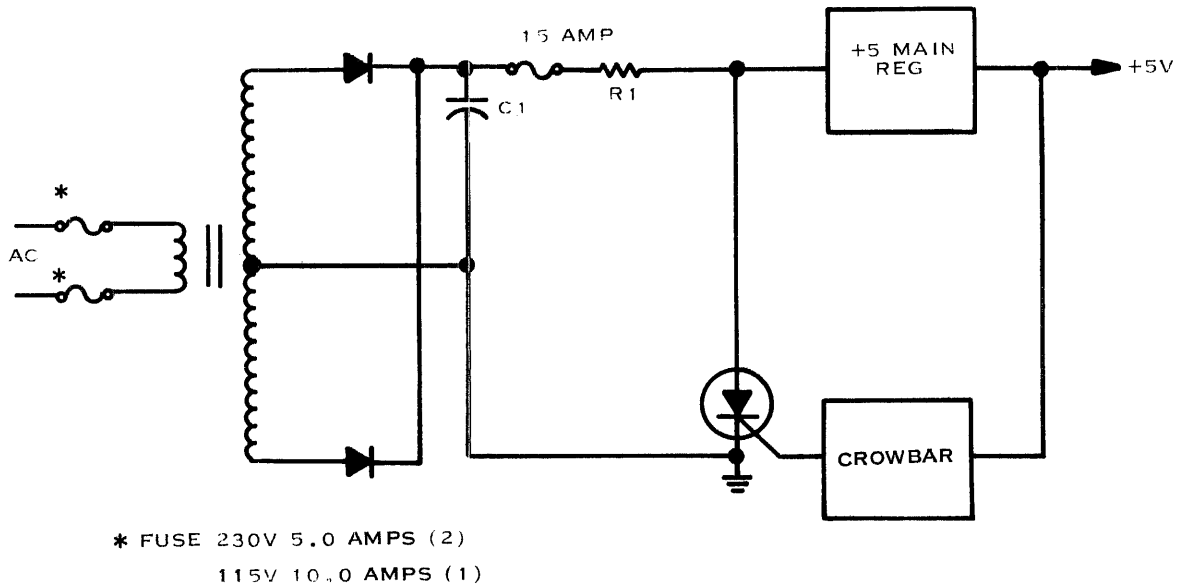 15 AMP
+5 MAIN
REG
+5V
R1
C1
*
AC
*
CROWBAR
* FUSE 230V 5.0 AMPS (2)
115V 10.0 AMPS (1)